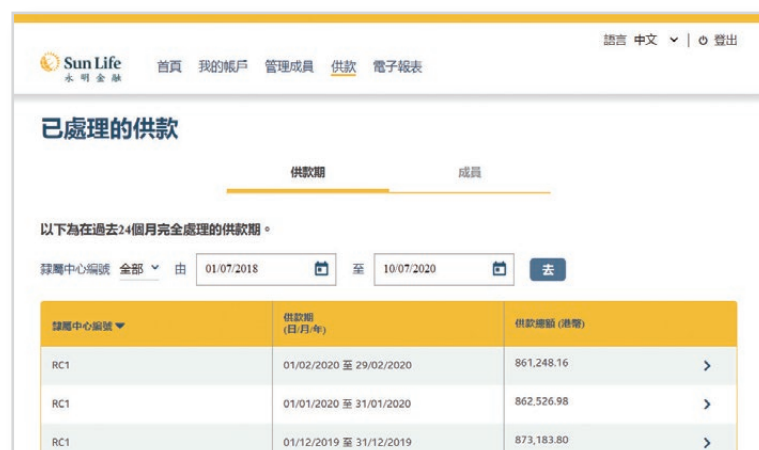 語言 中文 | 登出
Sun Life
永明金融
首頁 我的帳戶 管理成員 供款 電子報表
已處理的供款
供款期 成員
以下為在過去24個月完全處理的供款期。
隸屬中心編號 全部 由 01/07/2018 至 10/07/2020 去
隸屬中心編號 供款期 供款總額 (港幣)
(日/月/年)
RC1 01/02/2020 至 29/02/2020 861,248.16
RC1 01/01/2020 至 31/01/2020 862,526.98
RC1 01/12/2019 至 31/12/2019 873,183.80